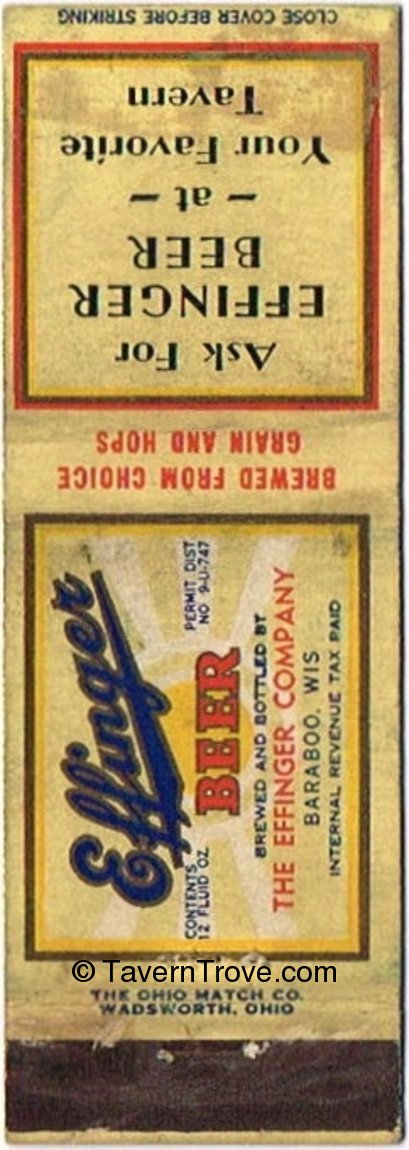 CLOSE COVER BEFORE STRIKING
Ask For
EFFINGER
BEER
- at -
Your Favorite
Tavern
BREWED FROM CHOICE
GRAIN AND HOPS
Effinger
CONTENTS
12 FLUID OZ.
PERMIT DIST
NO 9-U-747
BEER
BREWED AND BOTTLED BY
THE EFFINGER COMPANY
BARABOO, WIS
INTERNAL REVENUE TAX PAID
© TavernTrove.com
THE OHIO MATCH CO.
WADSWORTH, OHIO